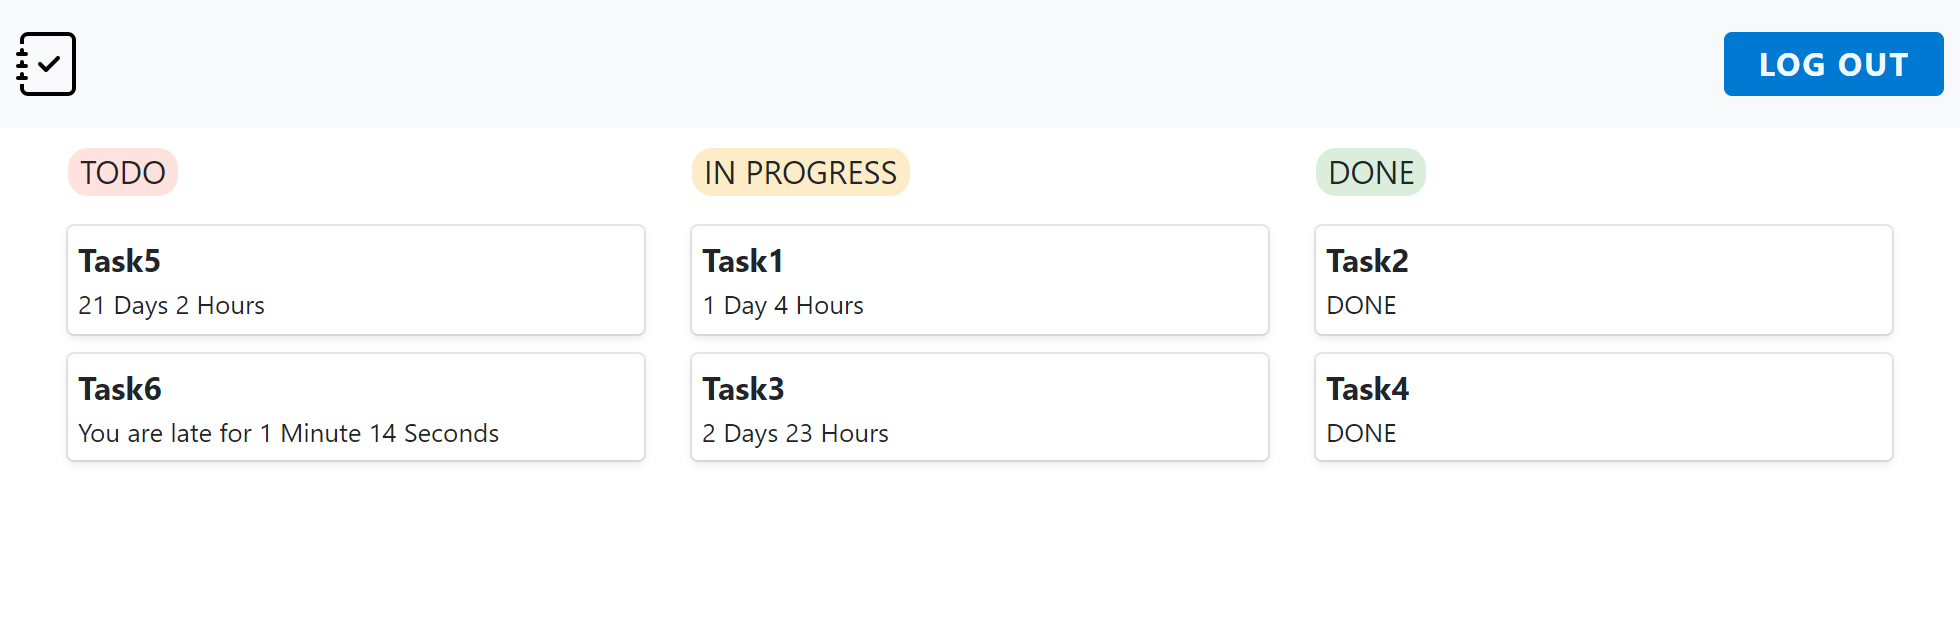 LOG OUT
TODO
Task5
21 Days 2 Hours
Task6
You are late for 1 Minute 14 Seconds
IN PROGRESS
Task1
1 Day 4 Hours
Task3
2 Days 23 Hours
DONE
Task2
DONE
Task4
DONE